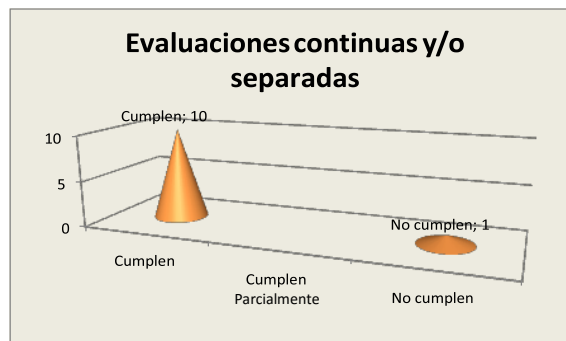 Evaluaciones continuas y/o
separadas
Cumplen; 10
10
5
0
No cumplen; 1
Cumplen
Cumplen
Parcialmente
No cumplen